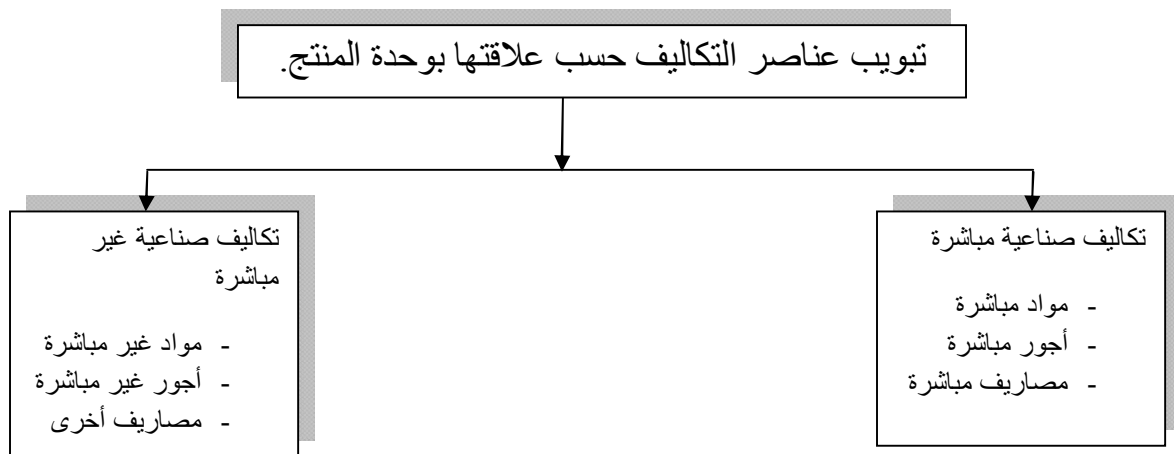 تبويب عناصر التكاليف حسب علاقتها بوحدة المنتج.
تكاليف صناعية مباشرة
- مواد مباشرة
- أجور مباشرة
- مصاريف مباشرة
تكاليف صناعية غير
مباشرة
- مواد غير مباشرة
- أجور غير مباشرة
- مصاريف أخرى